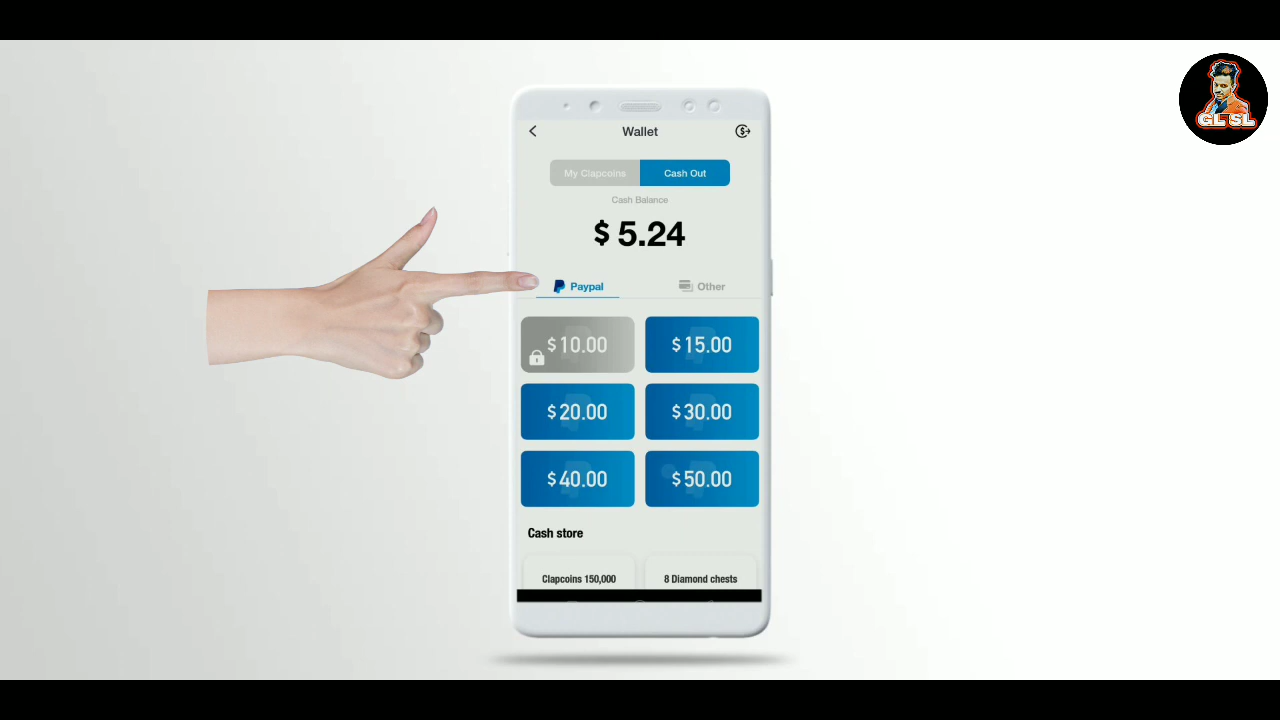 GL SL
Wallet
My Clapcoins Cash Out
Cash Balance
$ 5.24
Paypal Other
$10.00 $15.00
$20.00 $30.00
$40.00 $50.00
Cash store
Clapcoins 150,000 8 Diamond chests